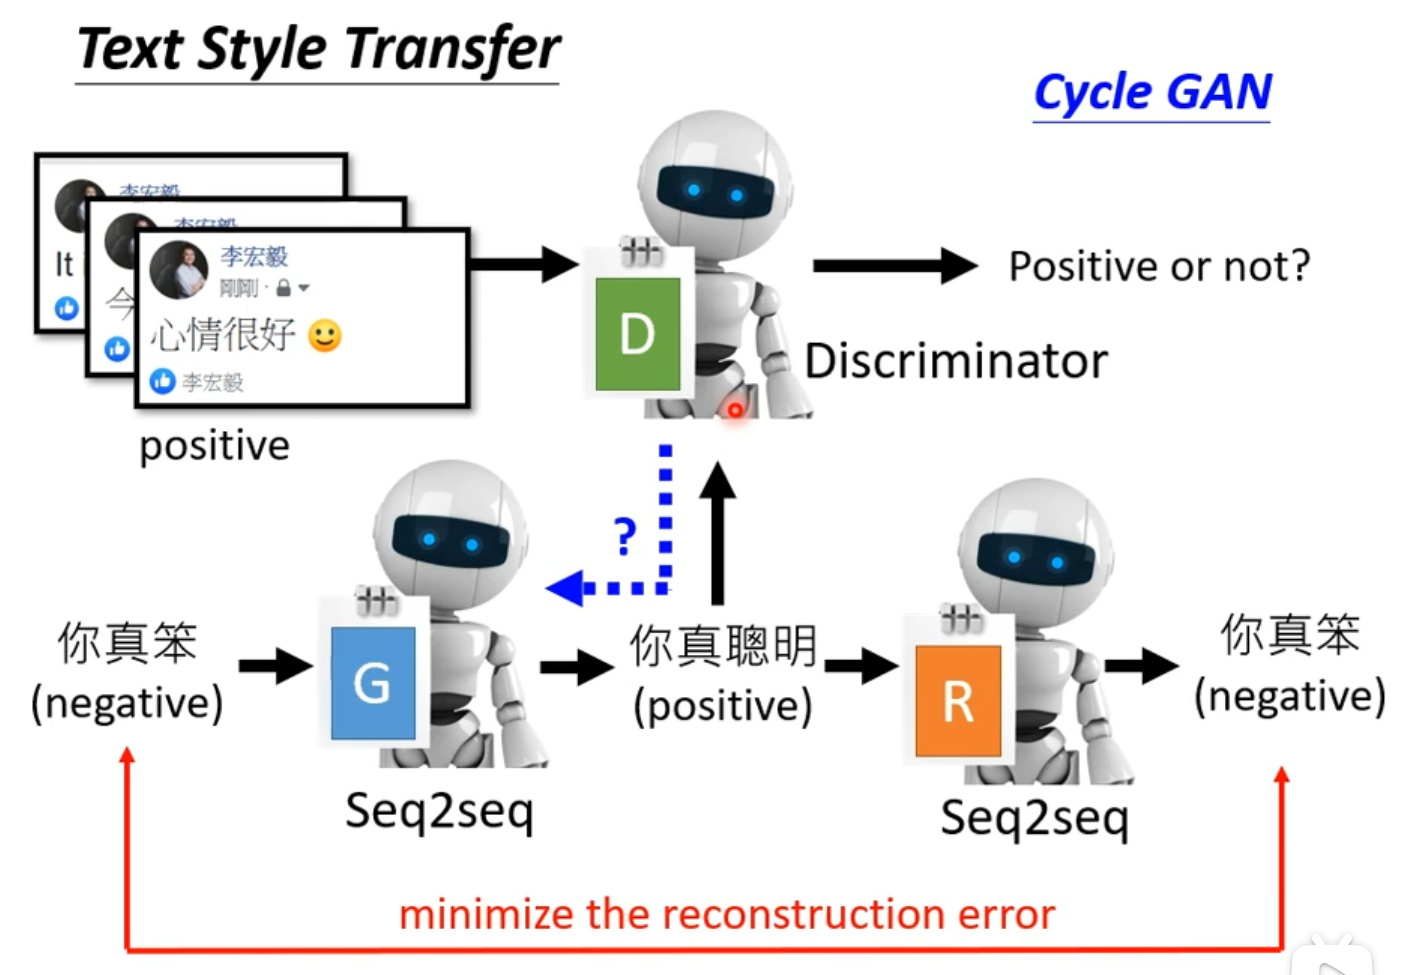 Text Style Transfer
Cycle GAN
李宏毅
李宏毅
It
今
李宏毅
剛剛
心情很好
李宏毅
positive
D
Positive or not?
Discriminator
?
你真笨
(negative)
G
你真聰明
(positive)
R
你真笨
(negative)
Seq2seq
Seq2seq
minimize the reconstruction error